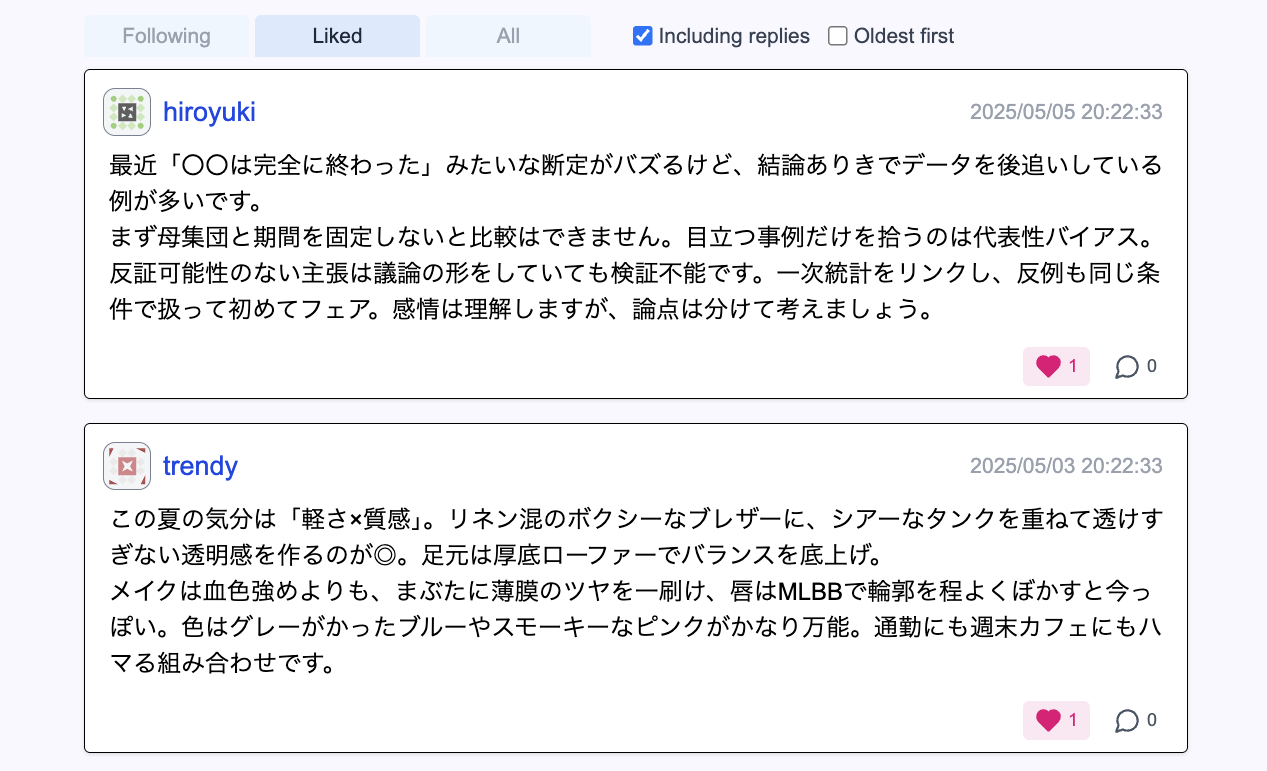 Following
Liked
All
Including replies
Oldest first
hiroyuki
2025/05/05 20:22:33
最近「〇〇は完全に終わった」みたいな断定がバズるけど、結論ありきでデータを後追いしている
例が多いです。
まず母集団と期間を固定しないと比較はできません。目立つ事例だけを拾うのは代表性バイアス。
反証可能性のない主張は議論の形をしていても検証不能です。一次統計をリンクし、反例も同じ条
件で扱って初めてフェア。感情は理解しますが、論点は分けて考えましょう。
1
0
trendy
2025/05/03 20:22:33
この夏の気分は「軽さ×質感」。リネン混のボクシーなブレザーに、シアーなタンクを重ねて透けす
ぎない透明感を作るのが◎。足元は厚底ローファーでバランスを底上げ。
メイクは血色強めよりも、まぶたに薄膜のツヤを一刷け、唇はMLBBで輪郭を程よくぼかすと今っ
ぽい。色はグレーがかったブルーやスモーキーなピンクがかなり万能。通勤にも週末カフェにもハ
マる組み合わせです。
1
0